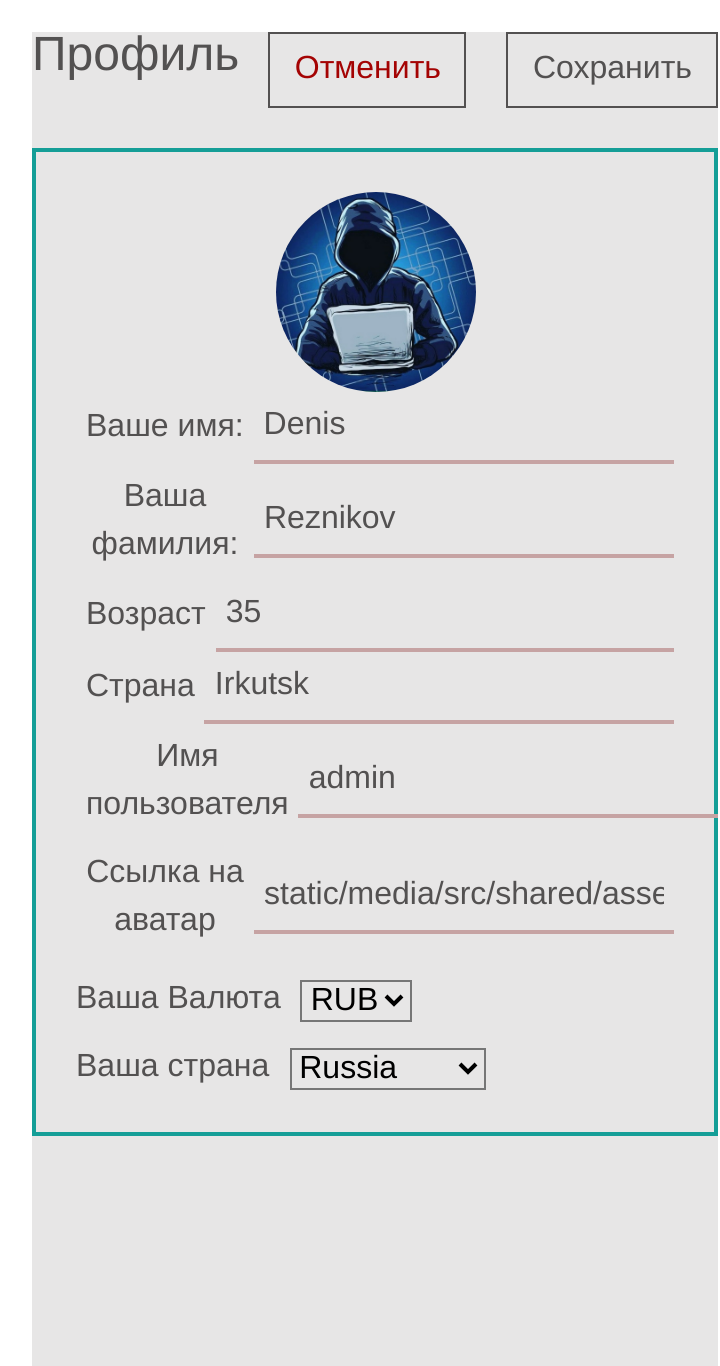 Профиль Отменить Сохранить
Ваше имя: Denis
Ваша
фамилия: Reznikov
Возраст 35
Страна Irkutsk
Имя
пользователя admin
Ссылка на
аватар static/media/src/shared/asse
Ваша Валюта RUB
Ваша страна Russia